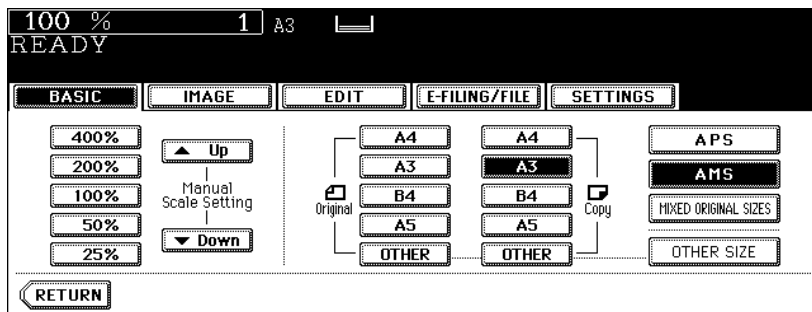 100 % 1 A3
READY
BASIC IMAGE EDIT E-FILING/FILE SETTINGS
400% 200% 100% 50% 25%
Up
Manual
Scale Setting
Down
Original
A4 A3 B4 A5 OTHER
A4 A3 B4 A5 OTHER
Copy
APS
AMS
MIXED ORIGINAL SIZES
OTHER SIZE
RETURN